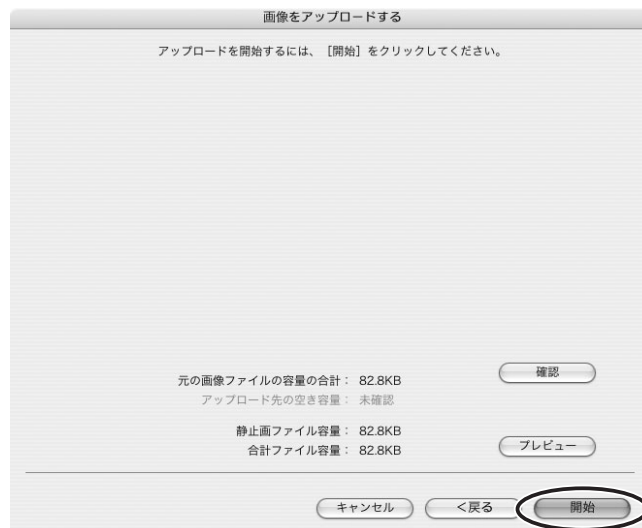 画像をアップロードする
アップロードを開始するには、［開始］をクリックしてください。
元の画像ファイルの容量の合計： 82.8KB
確認
アップロード先の空き容量： 未確認
静止画ファイル容量： 82.8KB
合計ファイル容量： 82.8KB
プレビュー
キャンセル
<戻る
開始